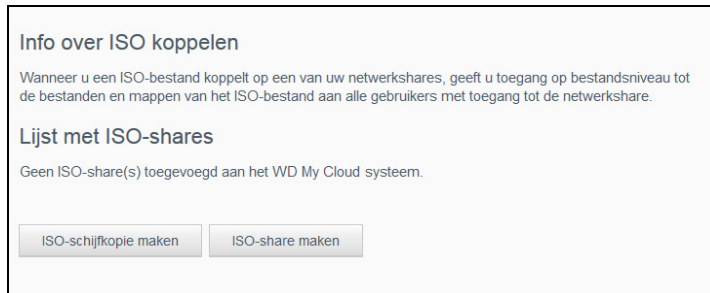 Info over ISO koppelen
Wanneer u een ISO-bestand koppelt op een van uw netwerkshares, geeft u toegang op bestandsniveau tot
de bestanden en mappen van het ISO-bestand aan alle gebruikers met toegang tot de netwerkshare.
Lijst met ISO-shares
Geen ISO-share(s) toegevoegd aan het WD My Cloud systeem.
ISO-schijfkopie maken ISO-share maken